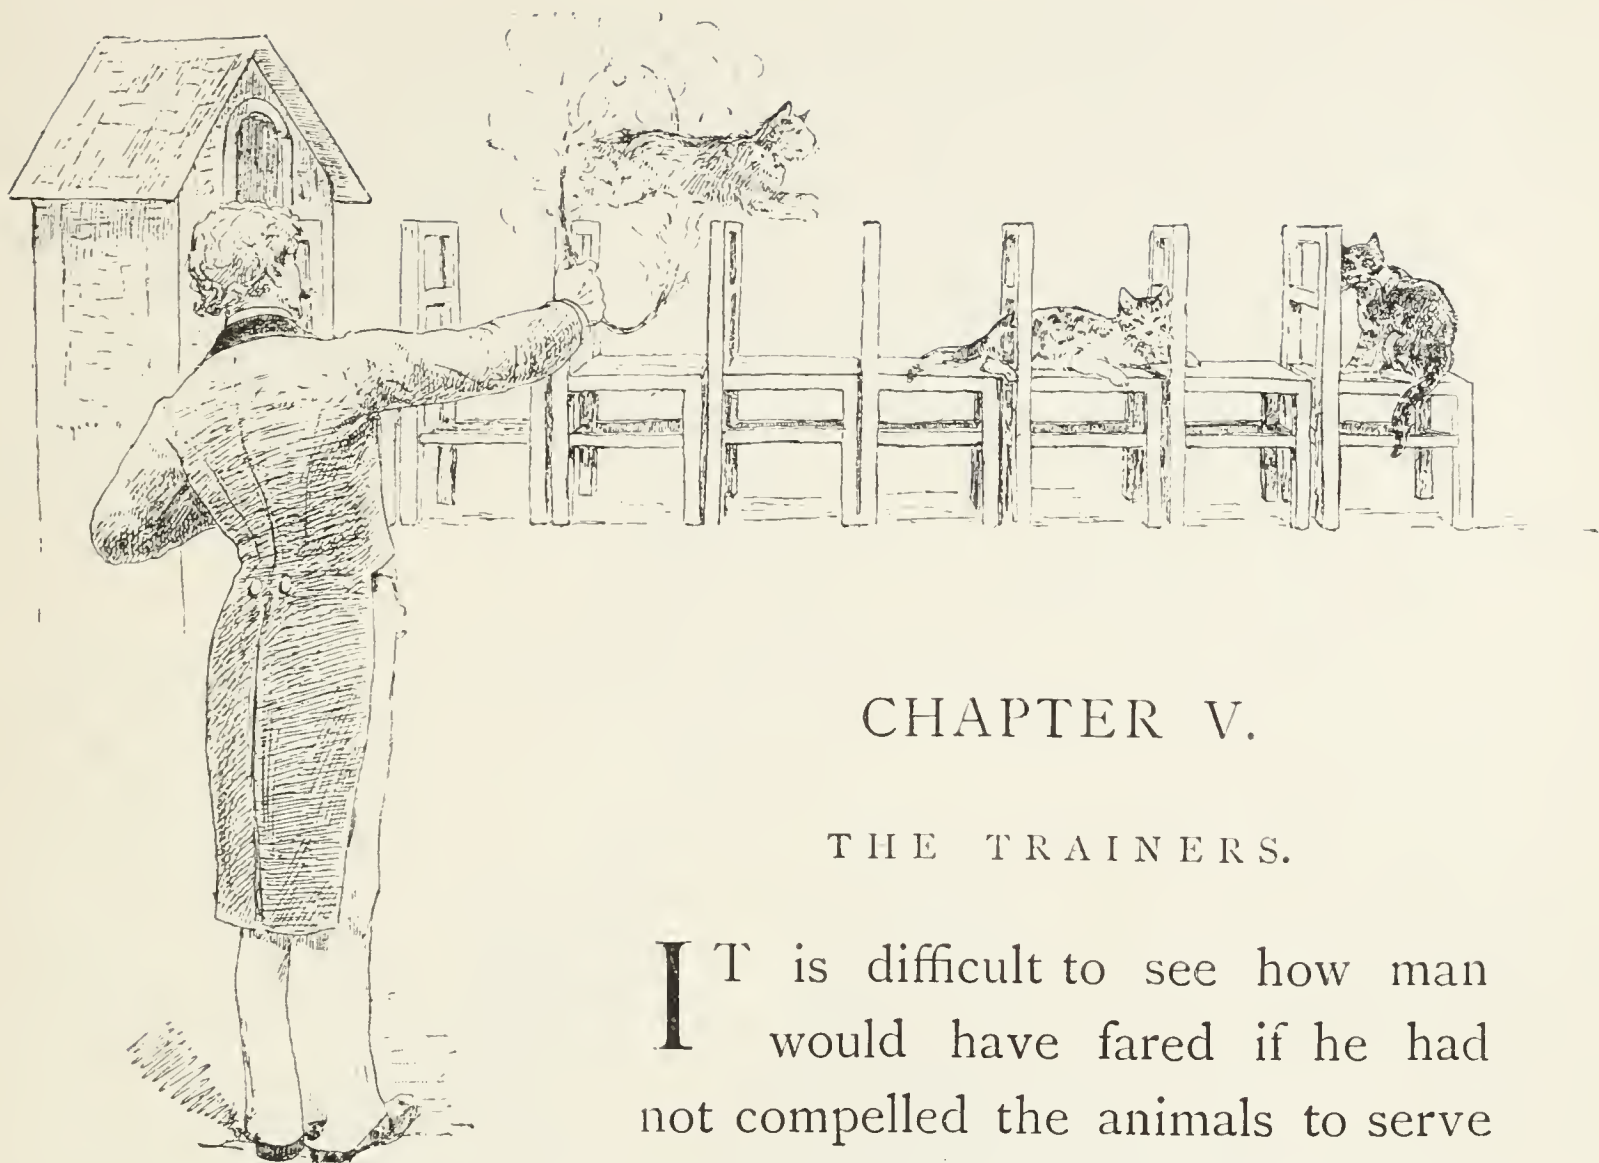 CHAPTER V.
THE TRAINERS.
IT is difficult to see how man
would have fared if he had
not compelled the animals to serve